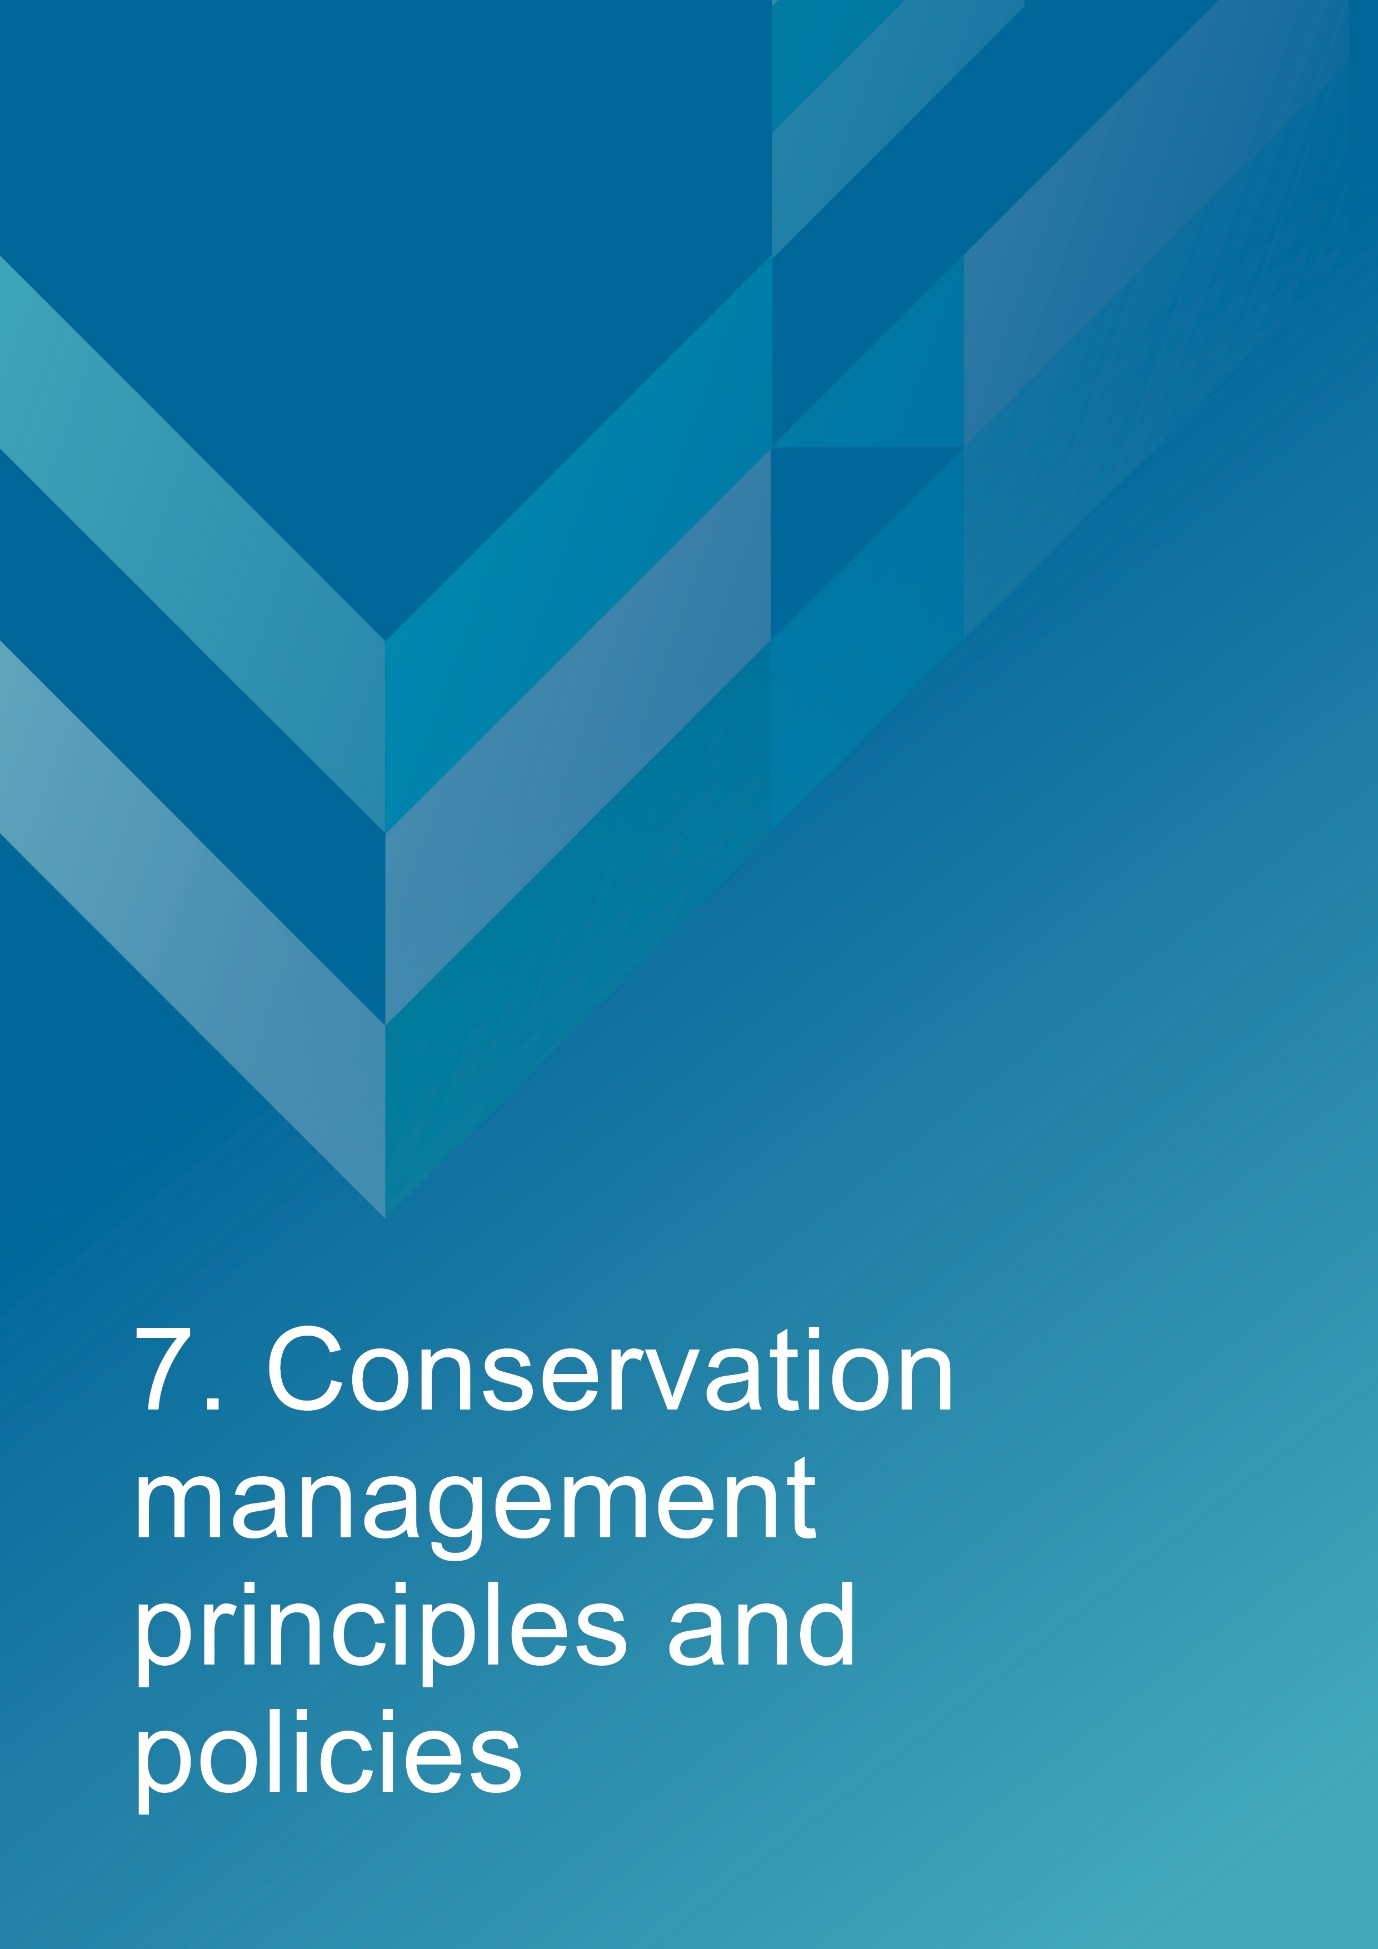 7. Conservation
management
principles and
policies